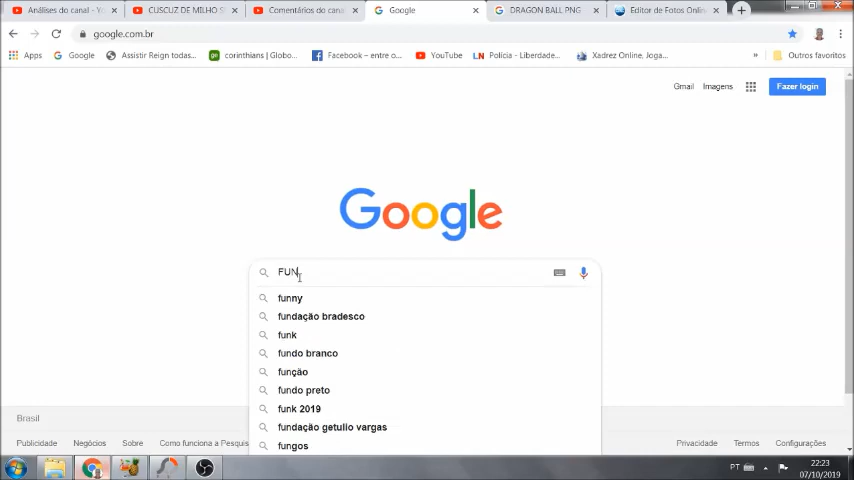 Análises do canal - Yo
CUSCUZ DE MILHO S
Comentários do cana
Google
DRAGON BALL PNG
Editor de Fotos Onlin
google.com.br
Apps
Google
Assistir Reign todas...
corinthians | Globo...
Facebook – entre o...
YouTube
LN Polícia - Liberdade...
Xadrez Online, Joga...
»
Outros favoritos
Gmail
Imagens
Fazer login
Google
FUN
funny
fundação bradesco
funk
fundo branco
função
fundo preto
funk 2019
fundação getulio vargas
fungos
Brasil
Publicidade
Negócios
Sobre
Como funciona a Pesquis
Privacidade
Termos
Configurações
PT
22:23
07/10/2019